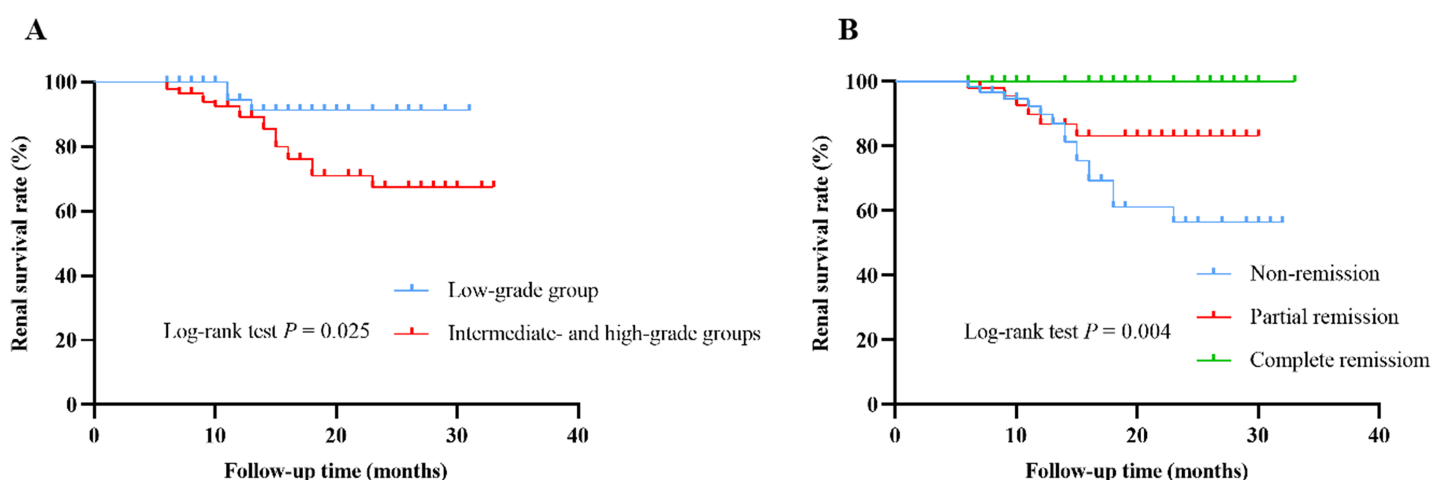 A
Renal survival rate (%)
100
80
60
40
20
0
Low-grade group
Log-rank test P = 0.025
Intermediate- and high-grade groups
0 10 20 30 40
Follow-up time (months)
B
Renal survival rate (%)
100
80
60
40
20
0
Non-remission
Partial remission
Log-rank test P = 0.004
Complete remissiom
0 10 20 30 40
Follow-up time (months)